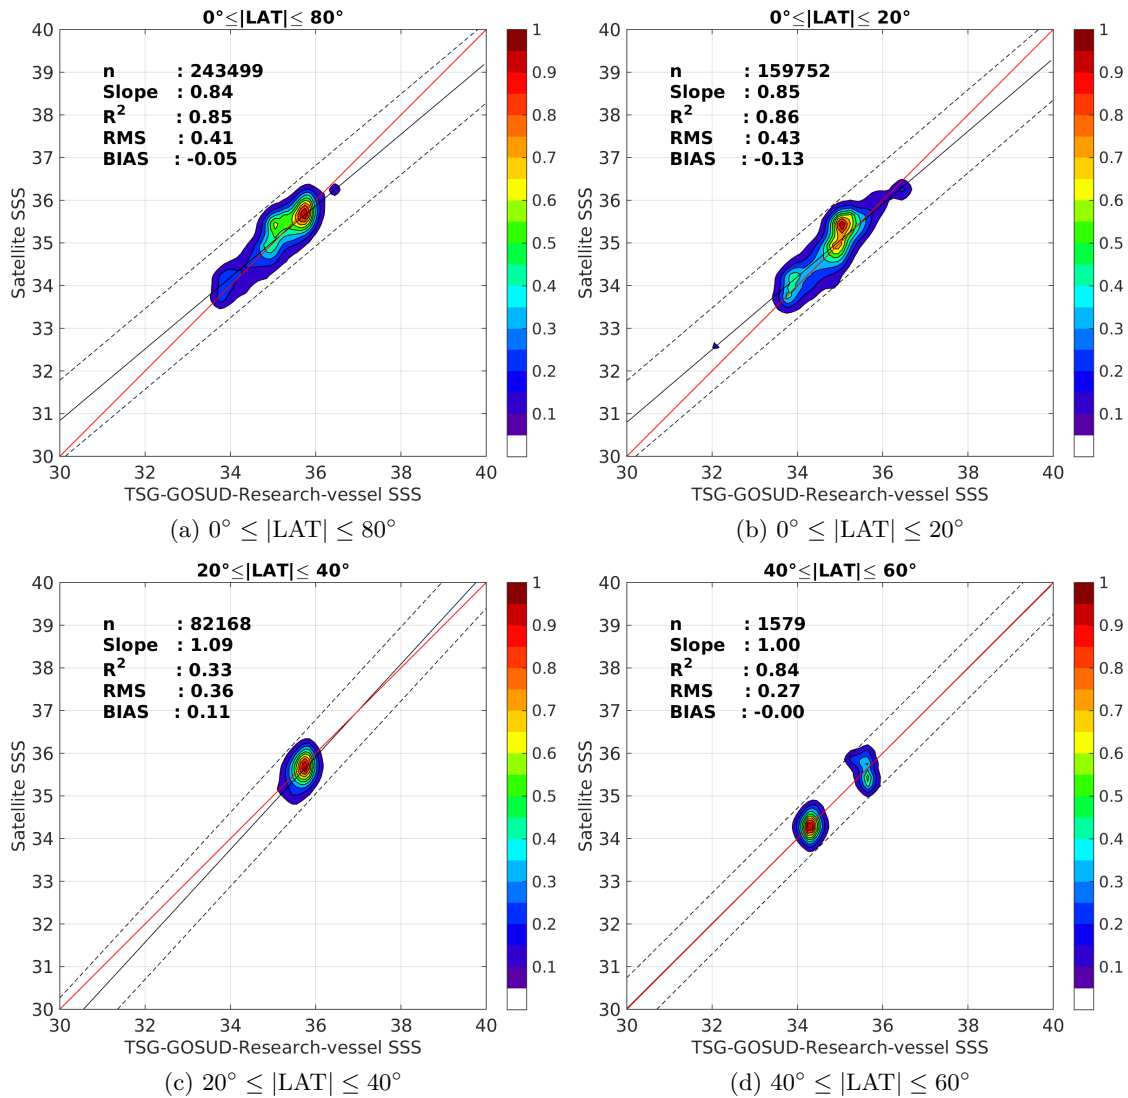 0°≤|LAT|≤ 80°
n : 243499
Slope : 0.84
R² : 0.85
RMS : 0.41
BIAS : -0.05
40
39
38
37
36
35
34
33
32
31
30
30 32 34 36 38 40
1
0.9
0.8
0.7
0.6
0.5
0.4
0.3
0.2
0.1
Satellite SSS
TSG-GOSUD-Research-vessel SSS
(a) 0° ≤ |LAT| ≤ 80°
0°≤|LAT|≤ 20°
n : 159752
Slope : 0.85
R² : 0.86
RMS : 0.43
BIAS : -0.13
40
39
38
37
36
35
34
33
32
31
30
30 32 34 36 38 40
1
0.9
0.8
0.7
0.6
0.5
0.4
0.3
0.2
0.1
Satellite SSS
TSG-GOSUD-Research-vessel SSS
(b) 0° ≤ |LAT| ≤ 20°
20°≤|LAT|≤ 40°
n : 82168
Slope : 1.09
R² : 0.33
RMS : 0.36
BIAS : 0.11
40
39
38
37
36
35
34
33
32
31
30
30 32 34 36 38 40
1
0.9
0.8
0.7
0.6
0.5
0.4
0.3
0.2
0.1
Satellite SSS
TSG-GOSUD-Research-vessel SSS
(c) 20° ≤ |LAT| ≤ 40°
40°≤|LAT|≤ 60°
n : 1579
Slope : 1.00
R² : 0.84
RMS : 0.27
BIAS : -0.00
40
39
38
37
36
35
34
33
32
31
30
30 32 34 36 38 40
1
0.9
0.8
0.7
0.6
0.5
0.4
0.3
0.2
0.1
Satellite SSS
TSG-GOSUD-Research-vessel SSS
(d) 40° ≤ |LAT| ≤ 60°